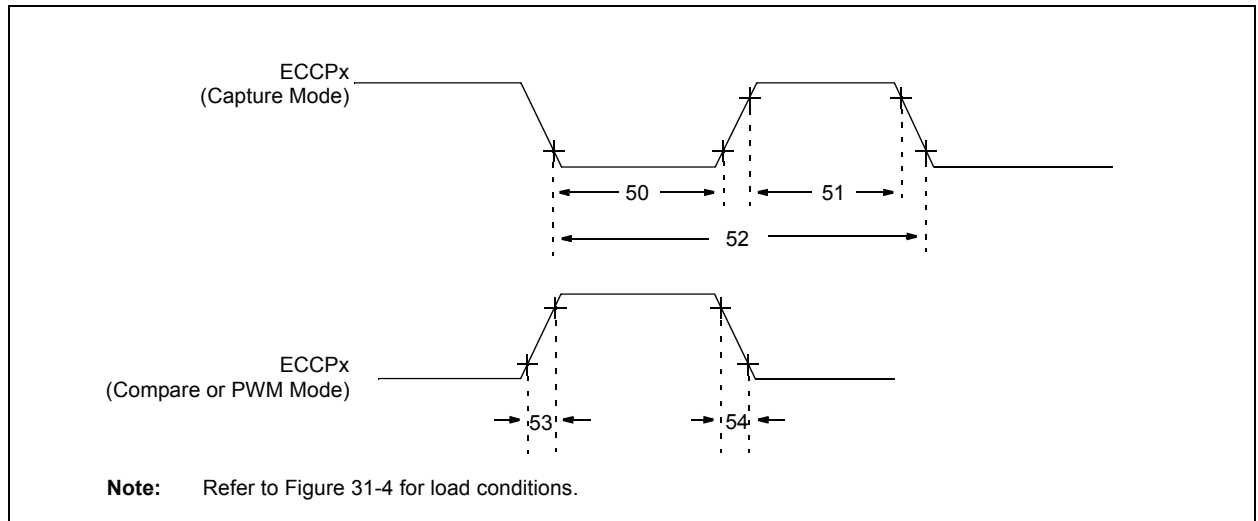 ECCPx
(Capture Mode)
50
51
52
ECCPx
(Compare or PWM Mode)
53
54
Note: Refer to Figure 31-4 for load conditions.